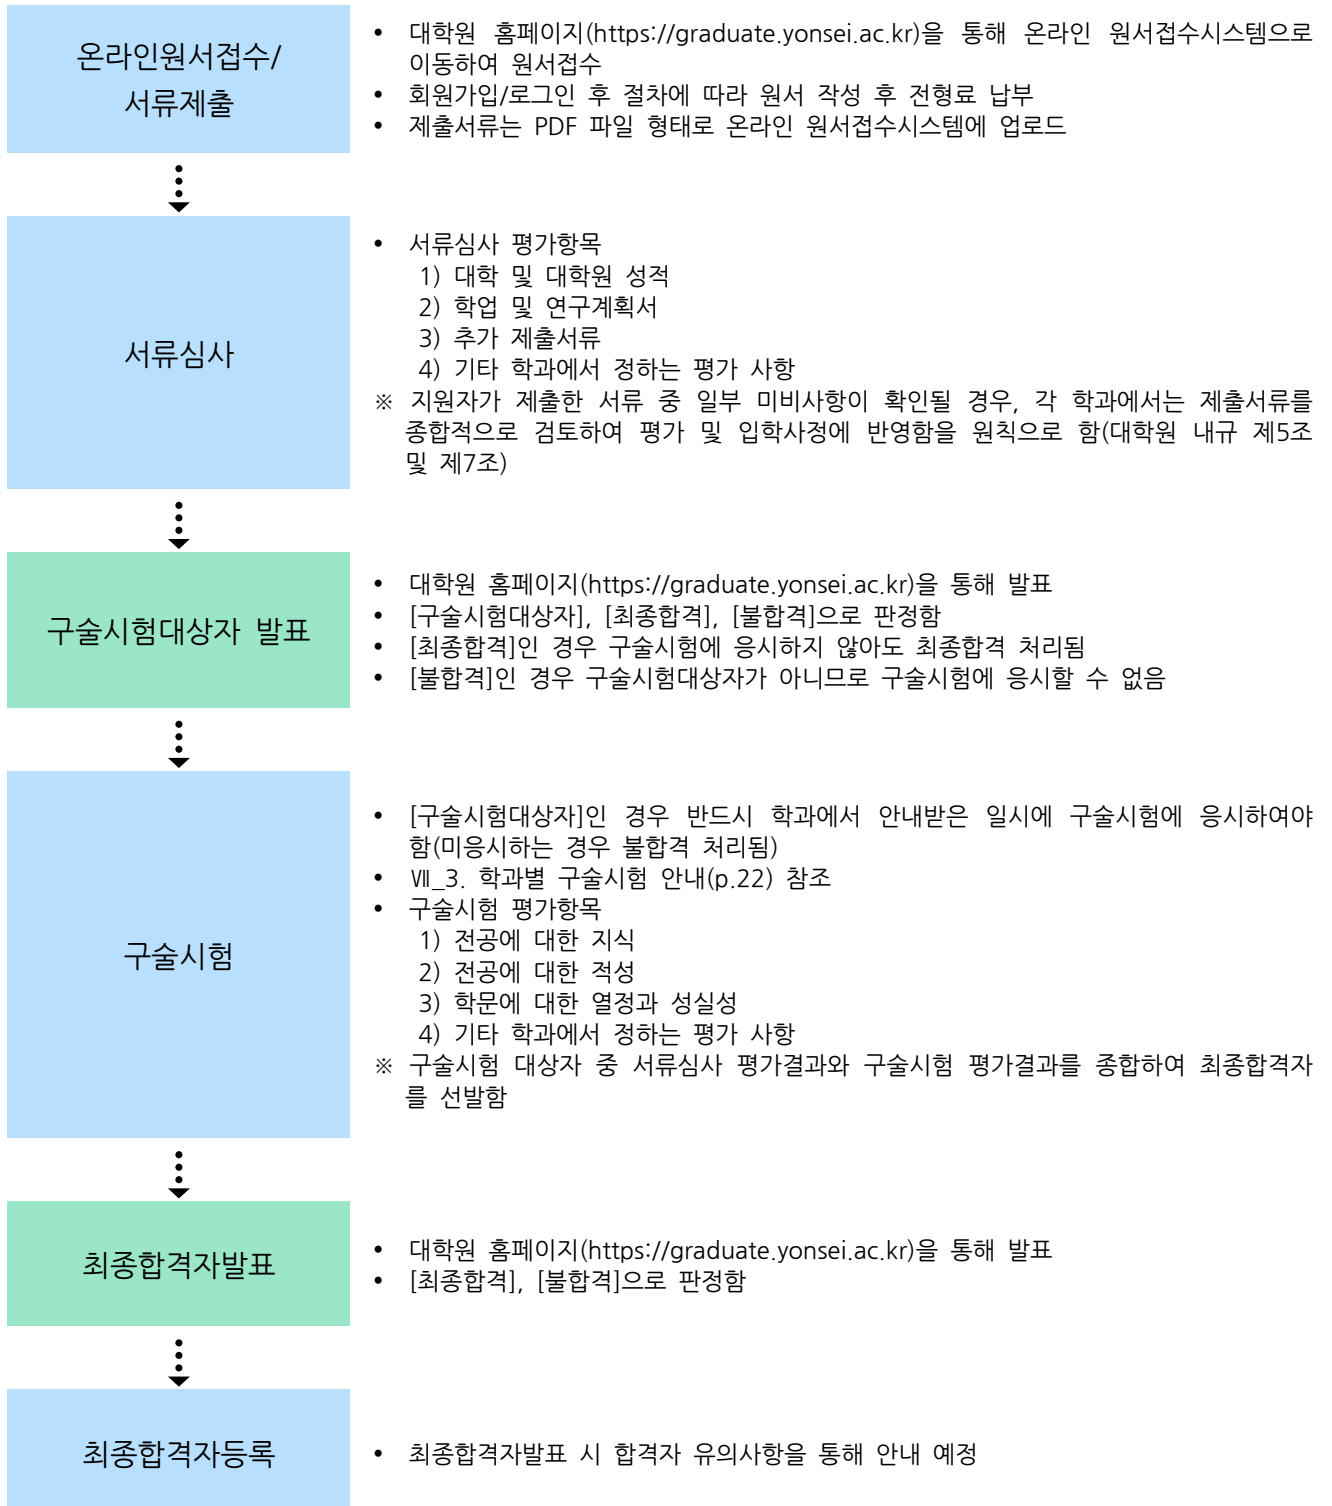 온라인원서접수/
서류제출
• 대학원 홈페이지(https://graduate.yonsei.ac.kr)을 통해 온라인 원서접수시스템으로
이동하여 원서접수
• 회원가입/로그인 후 절차에 따라 원서 작성 후 전형료 납부
• 제출서류는 PDF 파일 형태로 온라인 원서접수시스템에 업로드
서류심사
• 서류심사 평가항목
1) 대학 및 대학원 성적
2) 학업 및 연구계획서
3) 추가 제출서류
4) 기타 학과에서 정하는 평가 사항
※ 지원자가 제출한 서류 중 일부 미비사항이 확인될 경우, 각 학과에서는 제출서류를
종합적으로 검토하여 평가 및 입학사정에 반영함을 원칙으로 함(대학원 내규 제5조
및 제7조)
구술시험대상자 발표
• 대학원 홈페이지(https://graduate.yonsei.ac.kr)을 통해 발표
• [구술시험대상자], [최종합격], [불합격]으로 판정함
• [최종합격]인 경우 구술시험에 응시하지 않아도 최종합격 처리됨
• [불합격]인 경우 구술시험대상자가 아니므로 구술시험에 응시할 수 없음
구술시험
• [구술시험대상자]인 경우 반드시 학과에서 안내받은 일시에 구술시험에 응시하여야
함(미응시하는 경우 불합격 처리됨)
• Ⅶ_3. 학과별 구술시험 안내(p.22) 참조
• 구술시험 평가항목
1) 전공에 대한 지식
2) 전공에 대한 적성
3) 학문에 대한 열정과 성실성
4) 기타 학과에서 정하는 평가 사항
※ 구술시험 대상자 중 서류심사 평가결과와 구술시험 평가결과를 종합하여 최종합격자
를 선발함
최종합격자발표
• 대학원 홈페이지(https://graduate.yonsei.ac.kr)을 통해 발표
• [최종합격], [불합격]으로 판정함
최종합격자등록
• 최종합격자발표 시 합격자 유의사항을 통해 안내 예정